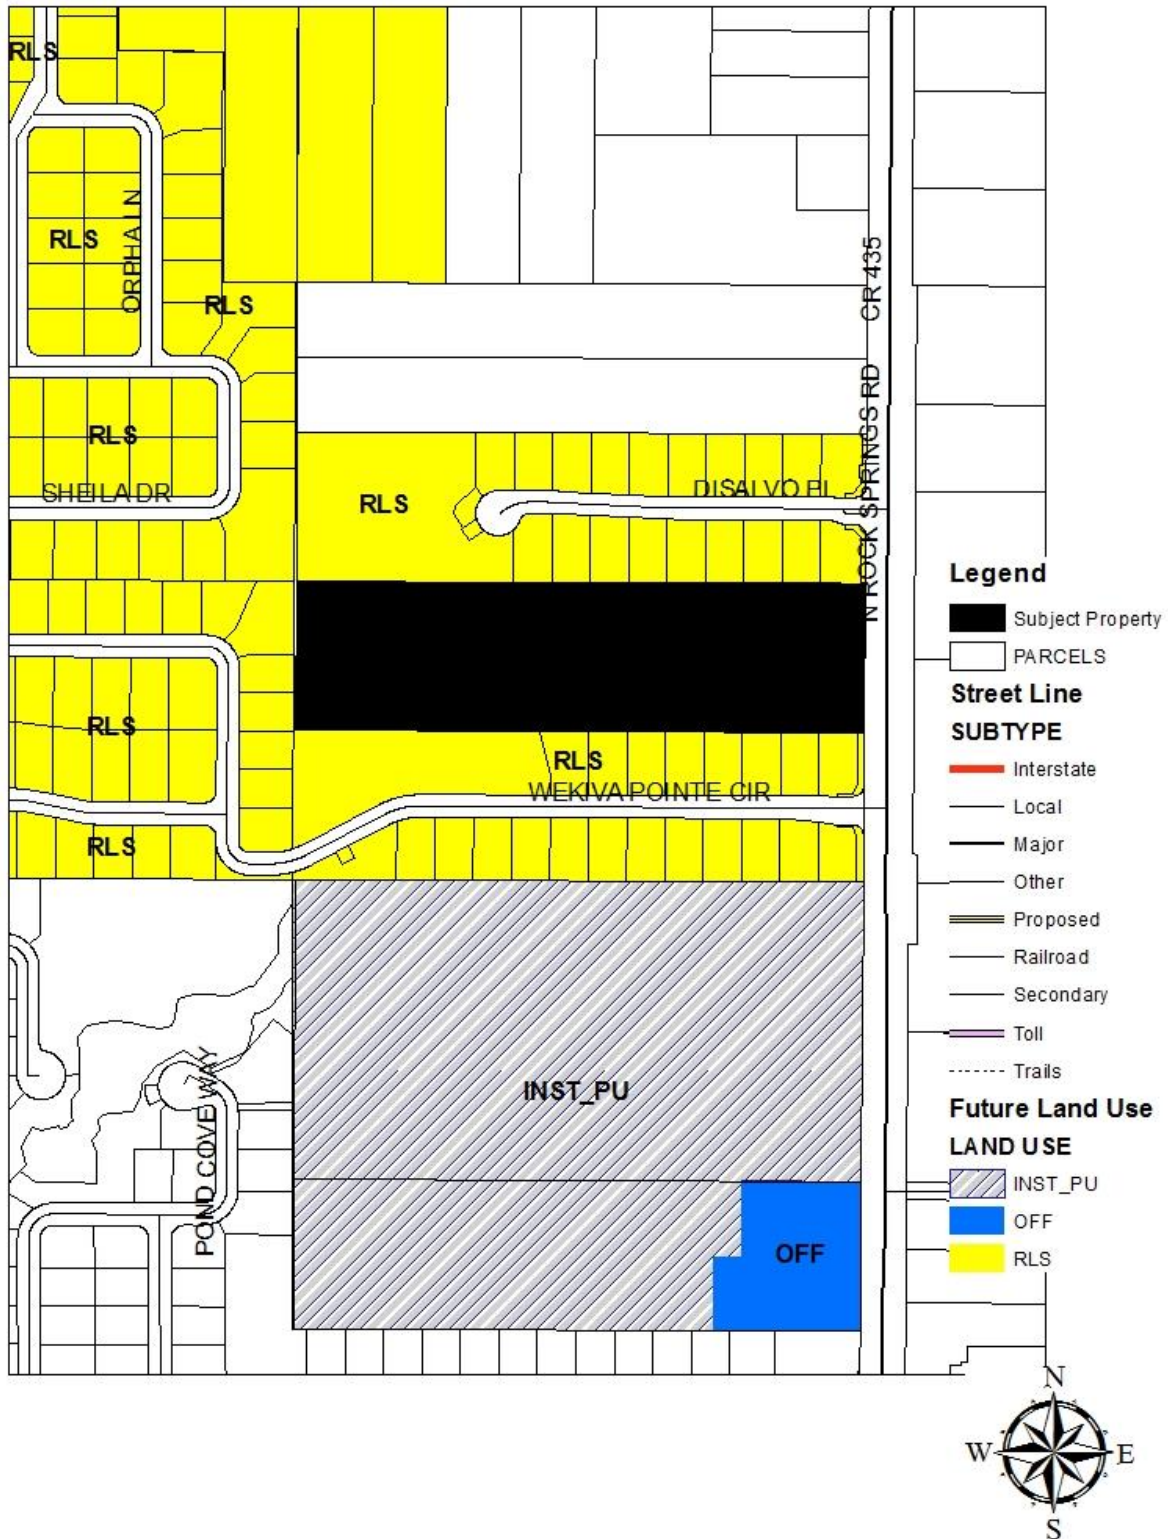 RLS
RLS
ORPHA LN
CR 435
RLS
N ROCK SPRINGS RD
RLS
SHEILA DR
RLS
DISALVO PL
RLS
RLS
WEKIVA POINTE CIR
RLS
INST_PU
POND COVE WAY
OFF
Legend
Subject Property
PARCELS
Street Line
SUBTYPE
Interstate
Local
Major
Other
Proposed
Railroad
Secondary
Toll
Trails
Future Land Use
LAND USE
INST_PU
OFF
RLS
N
W E
S